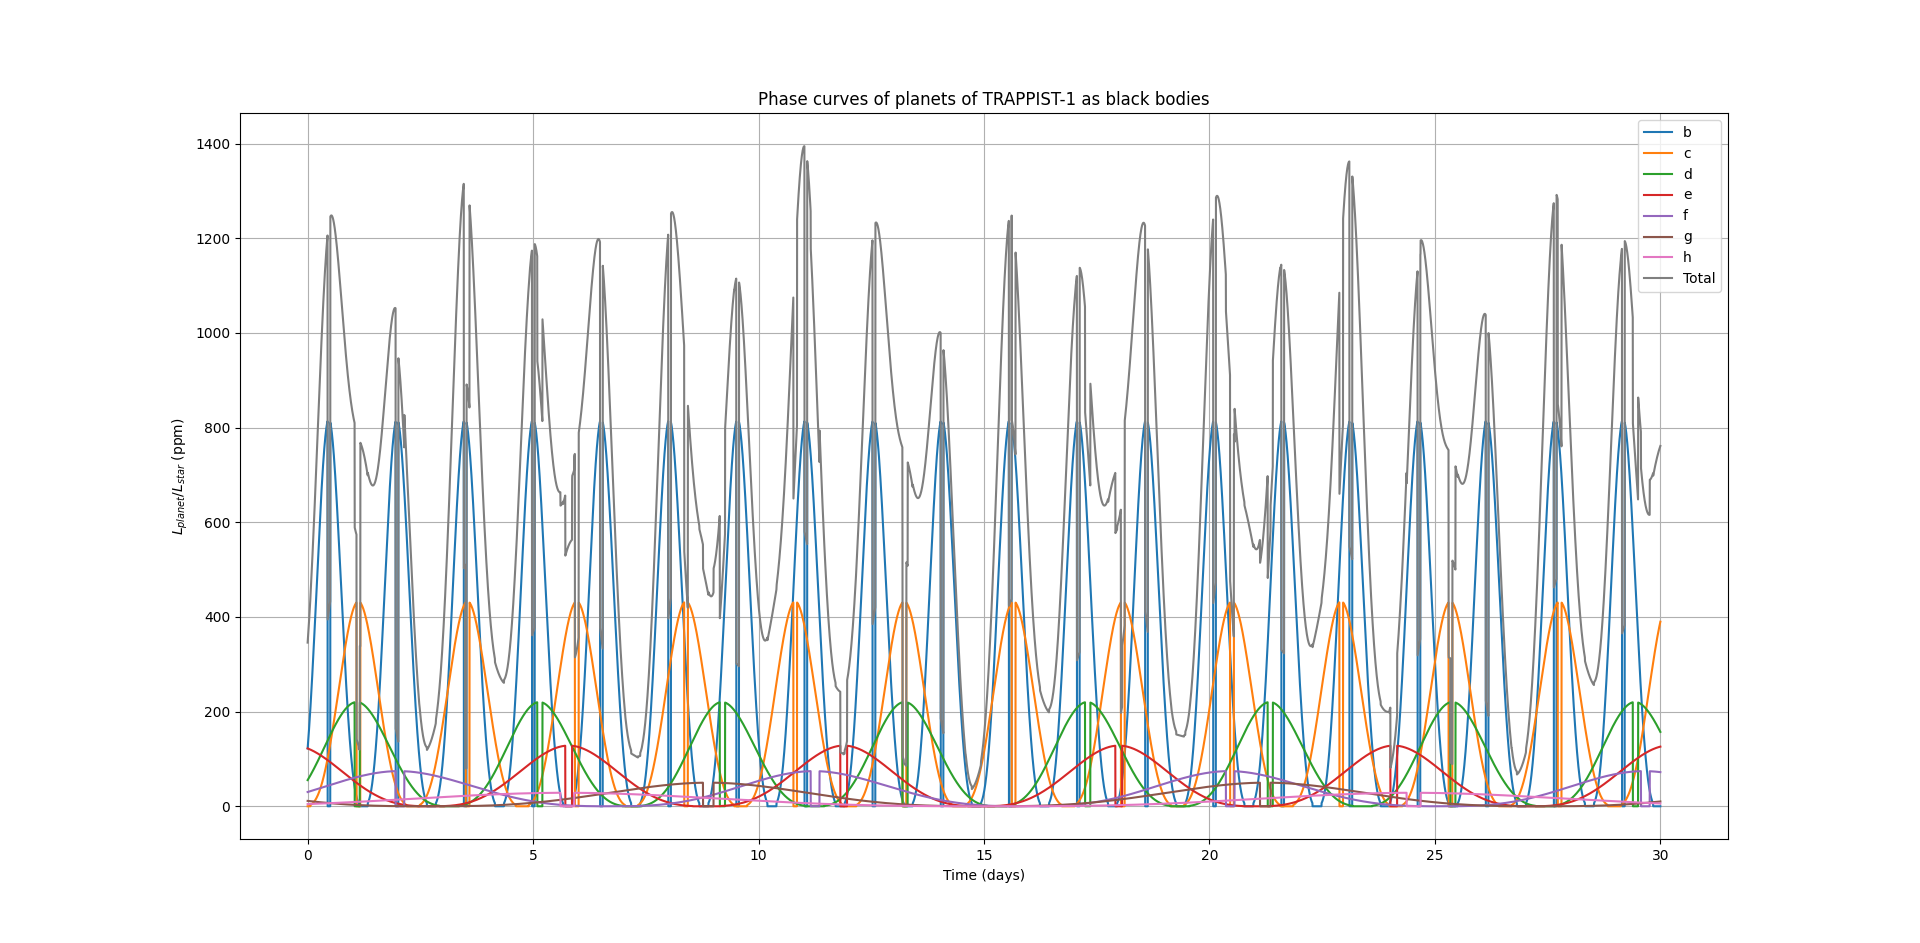 Phase curves of planets of TRAPPIST-1 as black bodies
1400
1200
1000
800
600
400
200
0
L_planet/L_star (ppm)
0 5 10 15 20 25 30
Time (days)
b
c
d
e
f
g
h
Total